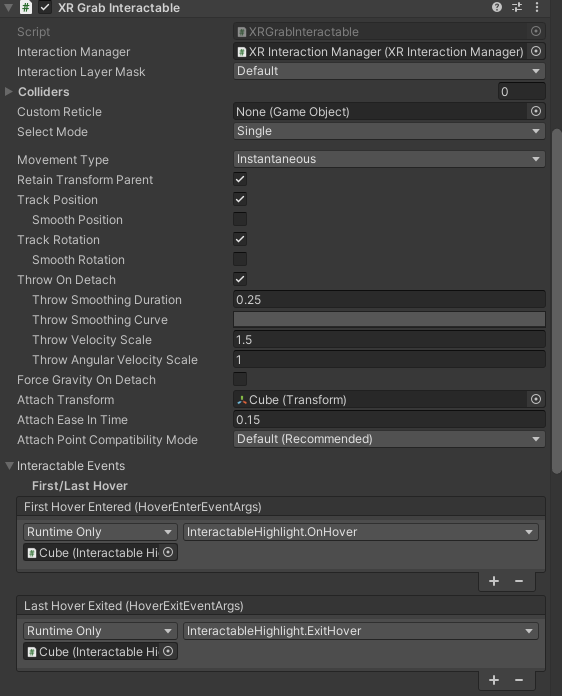 XR Grab Interactable
Script XRGrabInteractable
Interaction Manager XR Interaction Manager (XR Interaction Manager)
Interaction Layer Mask Default
Colliders 0
Custom Reticle None (Game Object)
Select Mode Single
Movement Type Instantaneous
Retain Transform Parent
Track Position
Smooth Position
Track Rotation
Smooth Rotation
Throw On Detach
Throw Smoothing Duration 0.25
Throw Smoothing Curve
Throw Velocity Scale 1.5
Throw Angular Velocity Scale 1
Force Gravity On Detach
Attach Transform Cube (Transform)
Attach Ease In Time 0.15
Attach Point Compatibility Mode Default (Recommended)
Interactable Events
First/Last Hover
First Hover Entered (HoverEnterEventArgs)
Runtime Only InteractableHighlight.OnHover
Cube (Interactable Hi
+ −
Last Hover Exited (HoverExitEventArgs)
Runtime Only InteractableHighlight.ExitHover
Cube (Interactable Hi
+ −